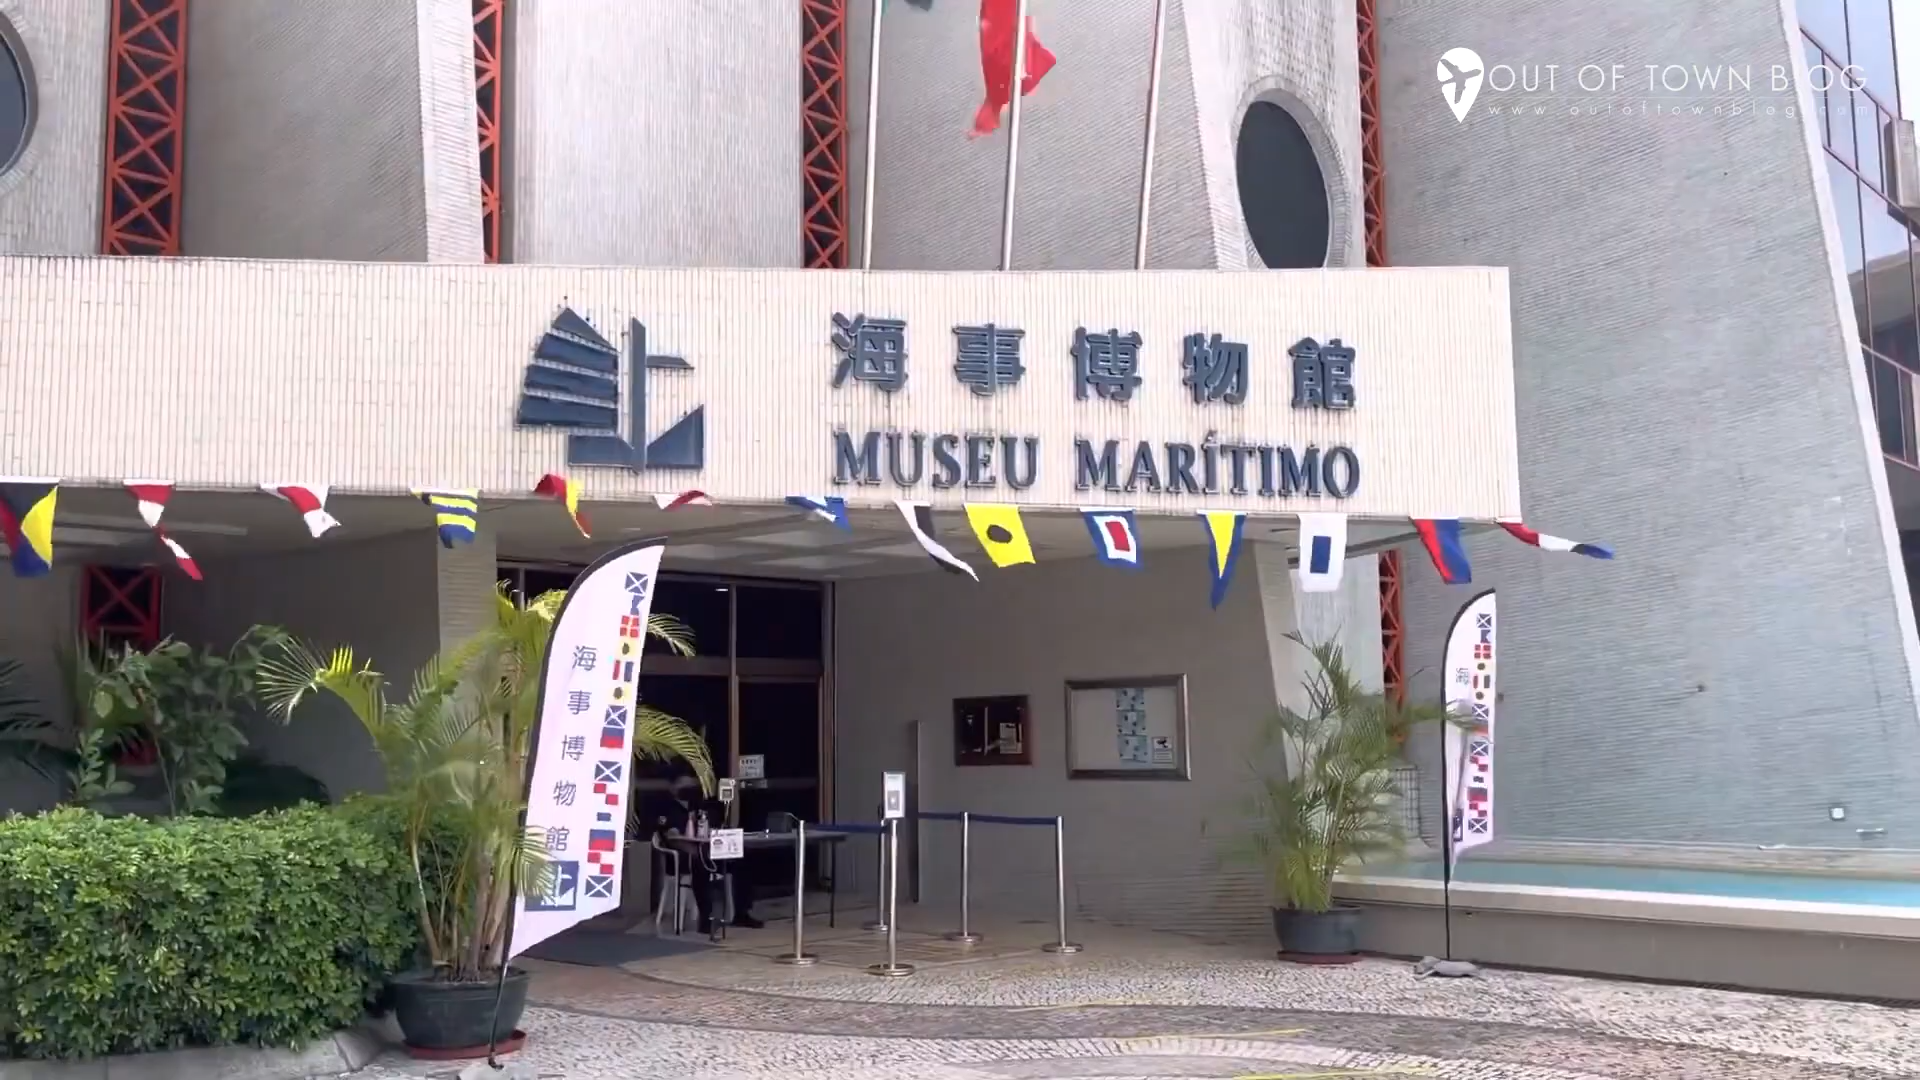 OUT OF TOWN BLOG
www.outoftownblog.com
海事博物館
MUSEU MARÍTIMO
海事博物館
海